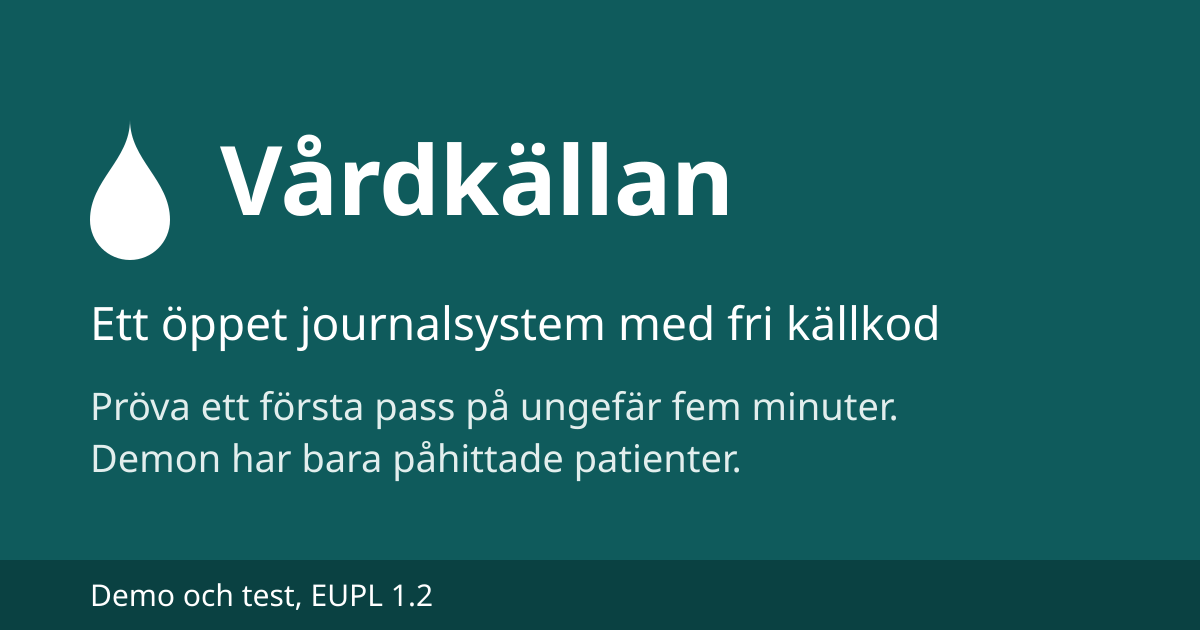 Vårdkällan
Ett öppet journalsystem med fri källkod
Pröva ett första pass på ungefär fem minuter.
Demon har bara påhittade patienter.
Demo och test, EUPL 1.2